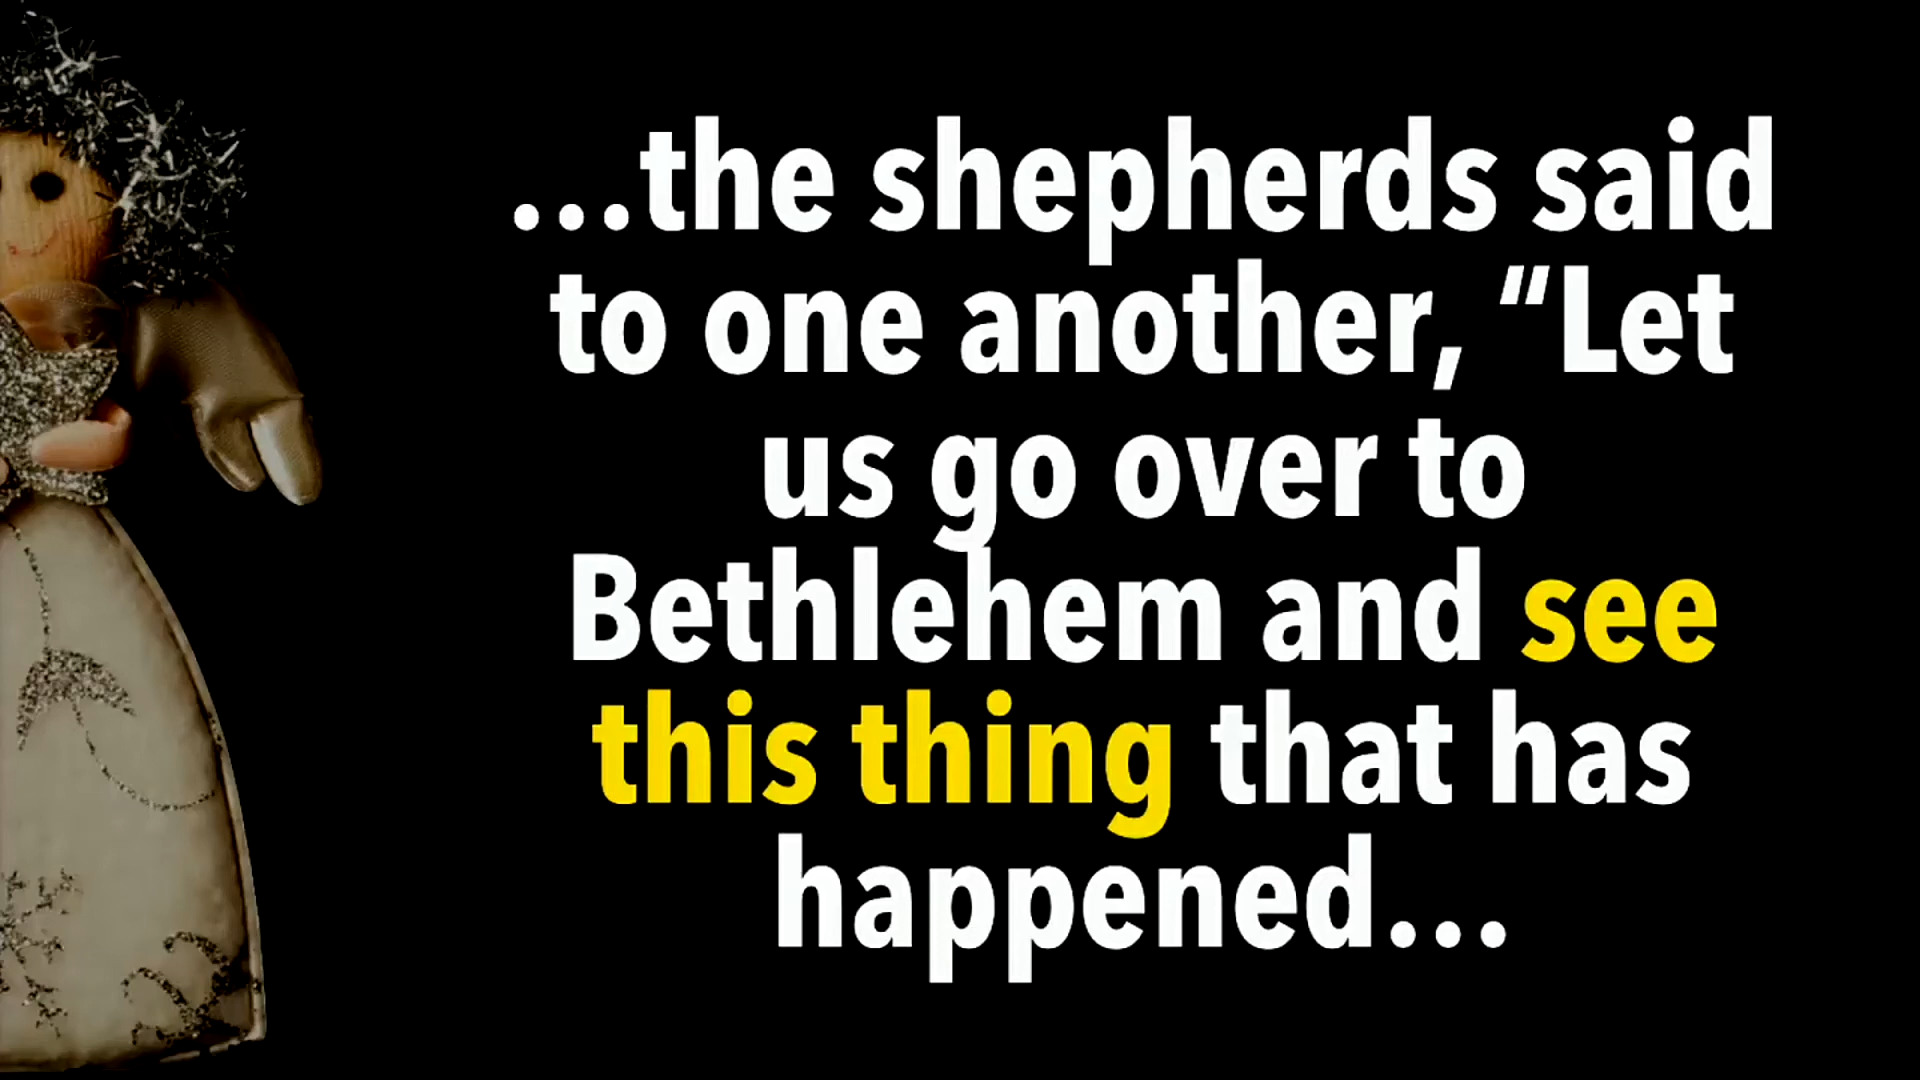 …the shepherds said
to one another, “Let
us go over to
Bethlehem and see
this thing that has
happened…